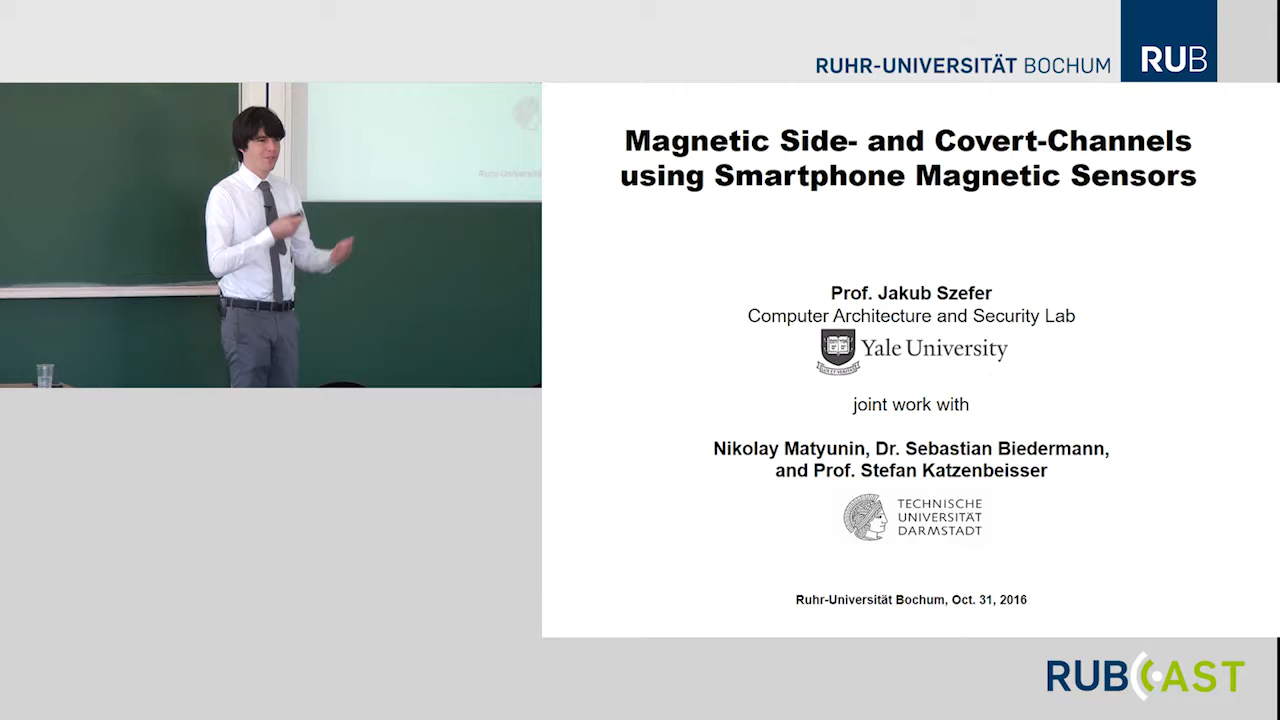 RUHR-UNIVERSITÄT BOCHUM
RUB
Magnetic Side- and Covert-Channels
using Smartphone Magnetic Sensors
Prof. Jakub Szefer
Computer Architecture and Security Lab
Yale University
joint work with
Nikolay Matyunin, Dr. Sebastian Biedermann,
and Prof. Stefan Katzenbeisser
TECHNISCHE
UNIVERSITÄT
DARMSTADT
Ruhr-Universität Bochum, Oct. 31, 2016
RUBCAST